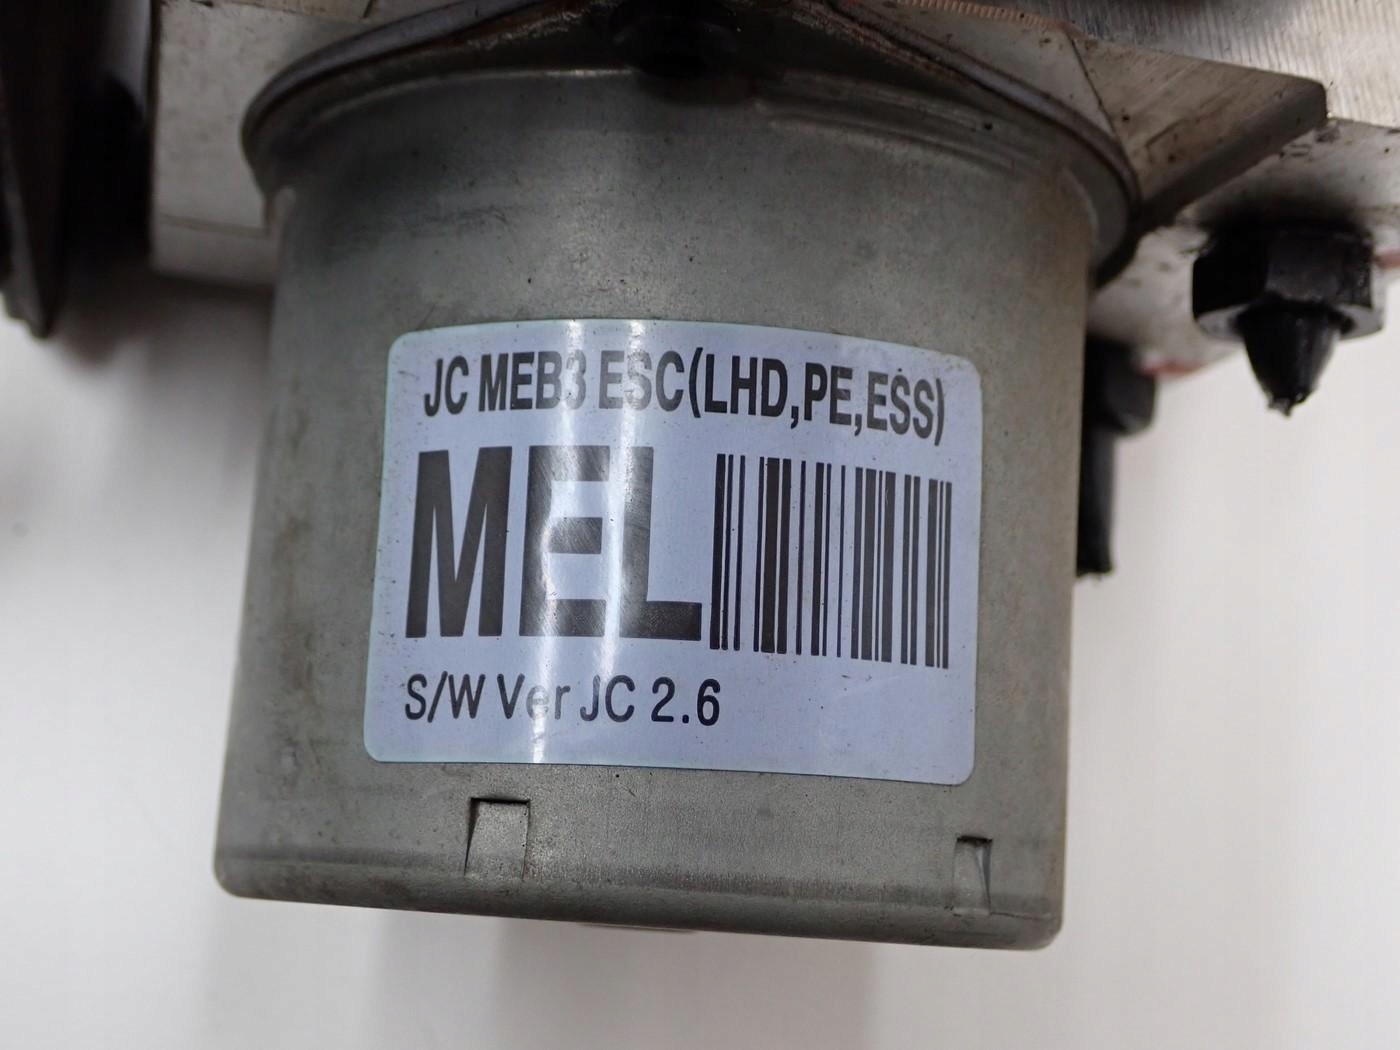 JC MEB3 ESC(LHD,PE,ESS)
MEL
S/W Ver JC 2.6